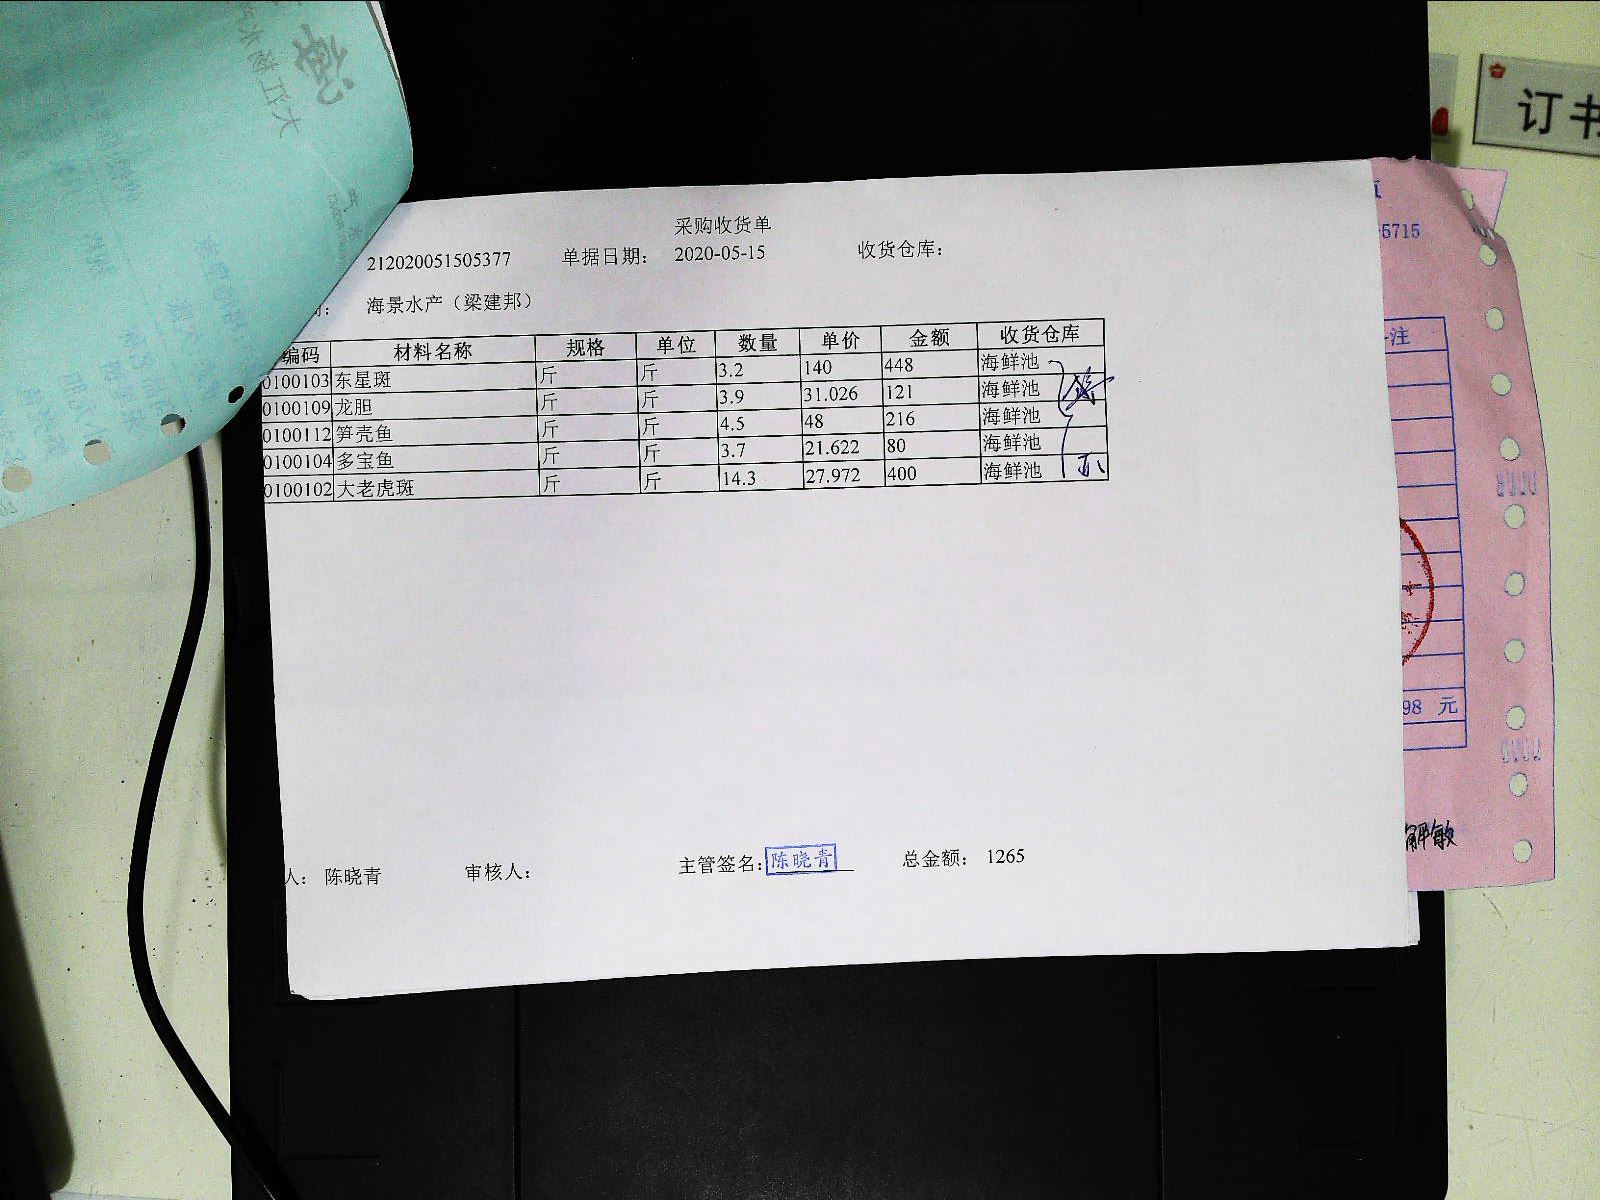 订书
采购收货单
212020051505377 单据日期： 2020-05-15 收货仓库：
海景水产（梁建邦）
5715
编码 材料名称 规格 单位 数量 单价 金额 收货仓库
注
0100103 东星斑 斤 斤 3.2 140 448 海鲜池
0100109 龙胆 斤 斤 3.9 31.026 121 海鲜池
0100112 笋壳鱼 斤 斤 4.5 48 216 海鲜池
0100104 多宝鱼 斤 斤 3.7 21.622 80 海鲜池
0100102 大老虎斑 斤 斤 14.3 27.972 400 海鲜池
98 元
人： 陈晓青 审核人： 主管签名： 陈晓青 总金额： 1265